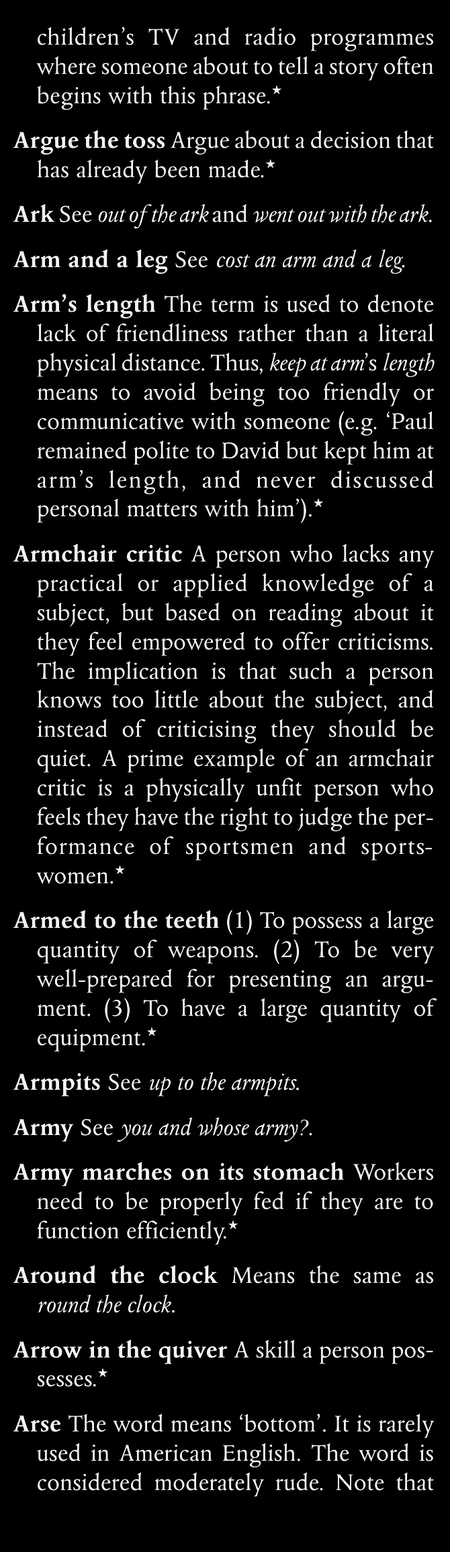 children’s TV and radio programmes
where someone about to tell a story often
begins with this phrase.★
Argue the toss Argue about a decision that
has already been made.★
Ark See out of the ark and went out with the ark.
Arm and a leg See cost an arm and a leg.
Arm’s length The term is used to denote
lack of friendliness rather than a literal
physical distance. Thus, keep at arm’s length
means to avoid being too friendly or
communicative with someone (e.g. ‘Paul
remained polite to David but kept him at
arm’s length, and never discussed
personal matters with him’).★
Armchair critic A person who lacks any
practical or applied knowledge of a
subject, but based on reading about it
they feel empowered to offer criticisms.
The implication is that such a person
knows too little about the subject, and
instead of criticising they should be
quiet. A prime example of an armchair
critic is a physically unfit person who
feels they have the right to judge the per-
formance of sportsmen and sports-
women.★
Armed to the teeth (1) To possess a large
quantity of weapons. (2) To be very
well-prepared for presenting an argu-
ment. (3) To have a large quantity of
equipment.★
Armpits See up to the armpits.
Army See you and whose army?.
Army marches on its stomach Workers
need to be properly fed if they are to
function efficiently.★
Around the clock Means the same as
round the clock.
Arrow in the quiver A skill a person pos-
sesses.★
Arse The word means ‘bottom’. It is rarely
used in American English. The word is
considered moderately rude. Note that